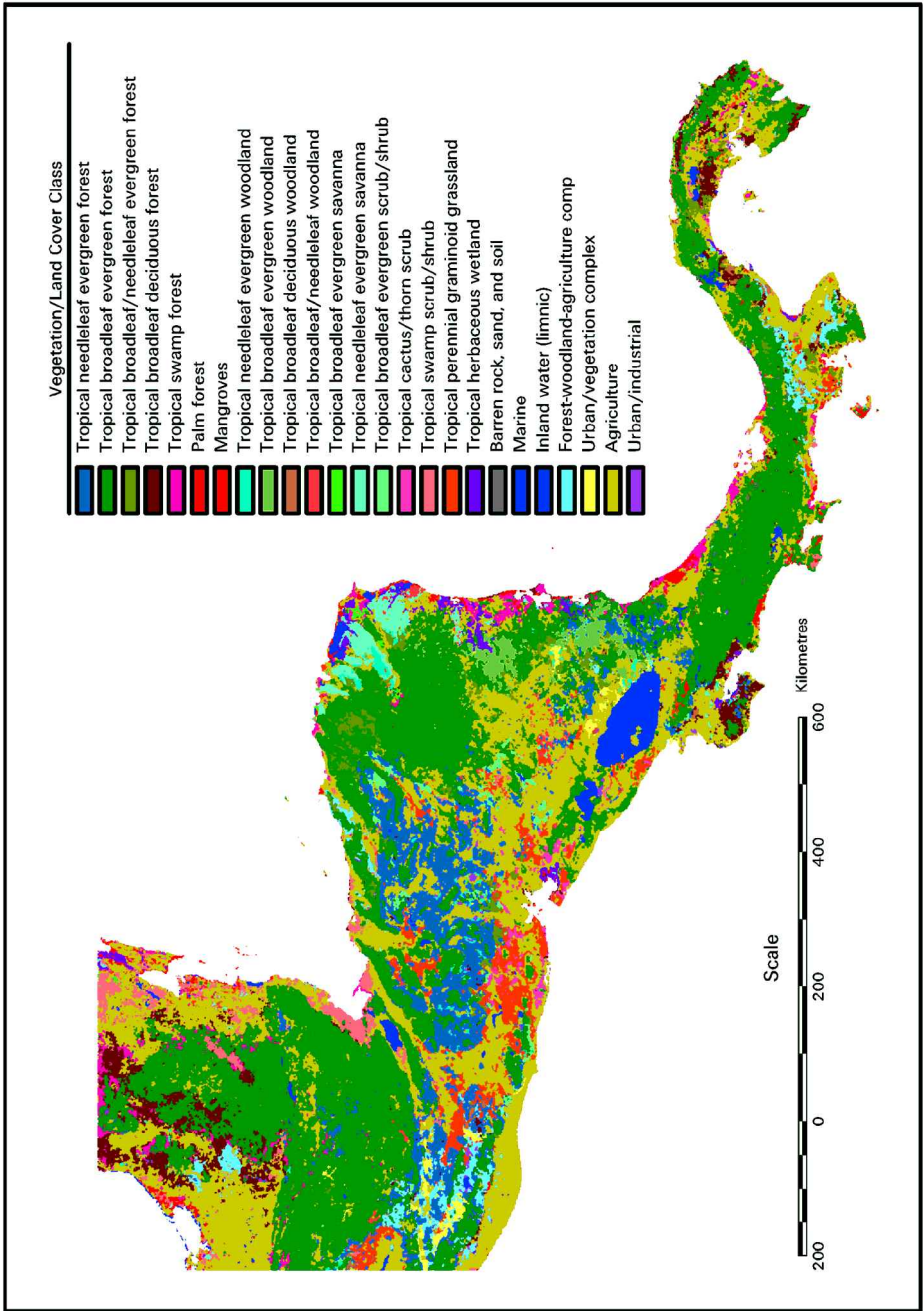 Vegetation/Land Cover Class
Tropical needleleaf evergreen forest
Tropical broadleaf evergreen forest
Tropical broadleaf/needleleaf evergreen forest
Tropical broadleaf deciduous forest
Tropical swamp forest
Palm forest
Mangroves
Tropical needleleaf evergreen woodland
Tropical broadleaf evergreen woodland
Tropical broadleaf deciduous woodland
Tropical broadleaf/needleleaf woodland
Tropical broadleaf evergreen savanna
Tropical needleleaf evergreen savanna
Tropical broadleaf evergreen scrub/shrub
Tropical cactus/thorn scrub
Tropical swamp scrub/shrub
Tropical perennial graminoid grassland
Tropical herbaceous wetland
Barren rock, sand, and soil
Marine
Inland water (limnic)
Forest-woodland-agriculture comp
Urban/vegetation complex
Agriculture
Urban/industrial
Scale
200 0 200 400 600 Kilometres